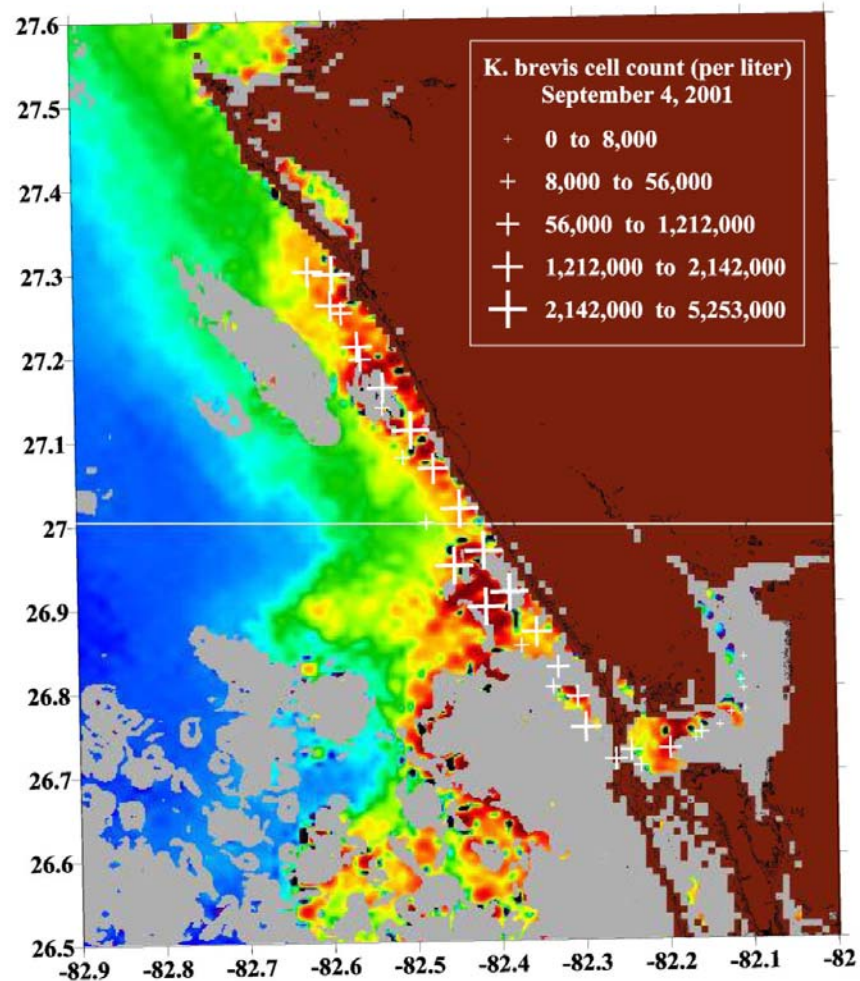 27.6
K. brevis cell count (per liter)
September 4, 2001
0 to 8,000
8,000 to 56,000
56,000 to 1,212,000
1,212,000 to 2,142,000
2,142,000 to 5,253,000
27.5
27.4
27.3
27.2
27.1
27
26.9
26.8
26.7
26.6
26.5
-82.9 -82.8 -82.7 -82.6 -82.5 -82.4 -82.3 -82.2 -82.1 -82